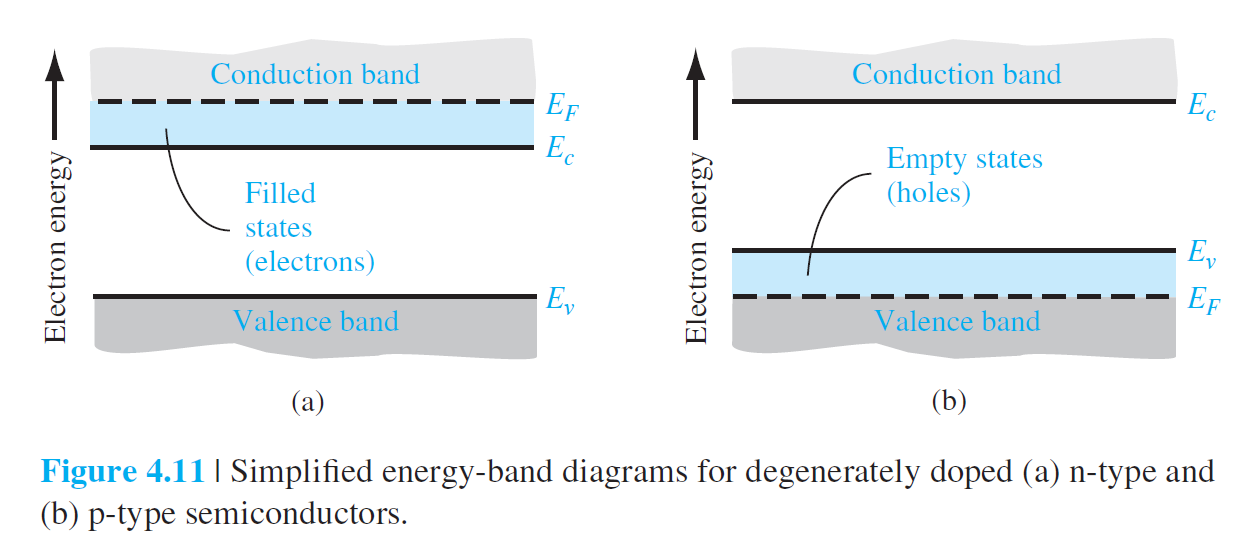 Electron energy
Conduction band
E_F
E_c
Filled
states
(electrons)
E_v
Valence band
(a)
Electron energy
Conduction band
E_c
Empty states
(holes)
E_v
E_F
Valence band
(b)
Figure 4.11 | Simplified energy-band diagrams for degenerately doped (a) n-type and
(b) p-type semiconductors.